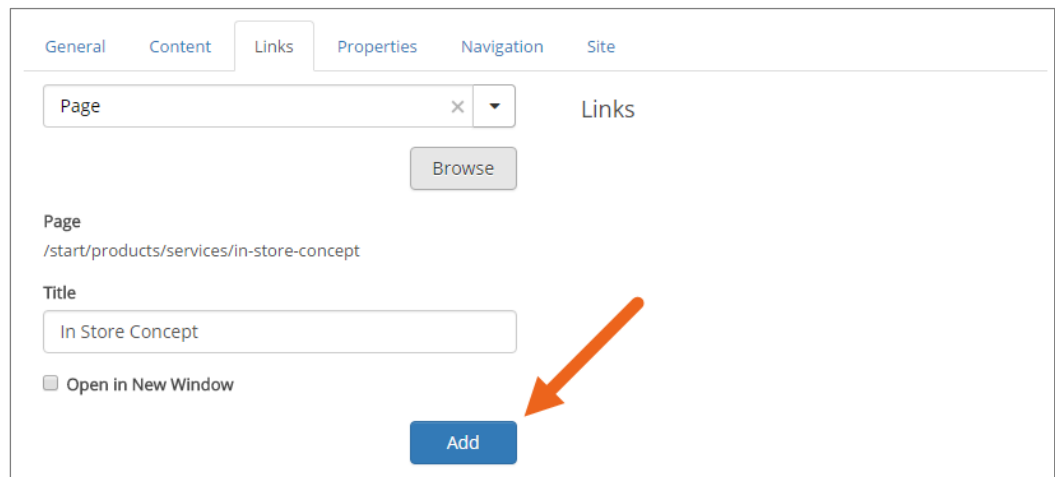 General Content Links Properties Navigation Site
Page
Links
Browse
Page
/start/products/services/in-store-concept
Title
In Store Concept
Open in New Window
Add